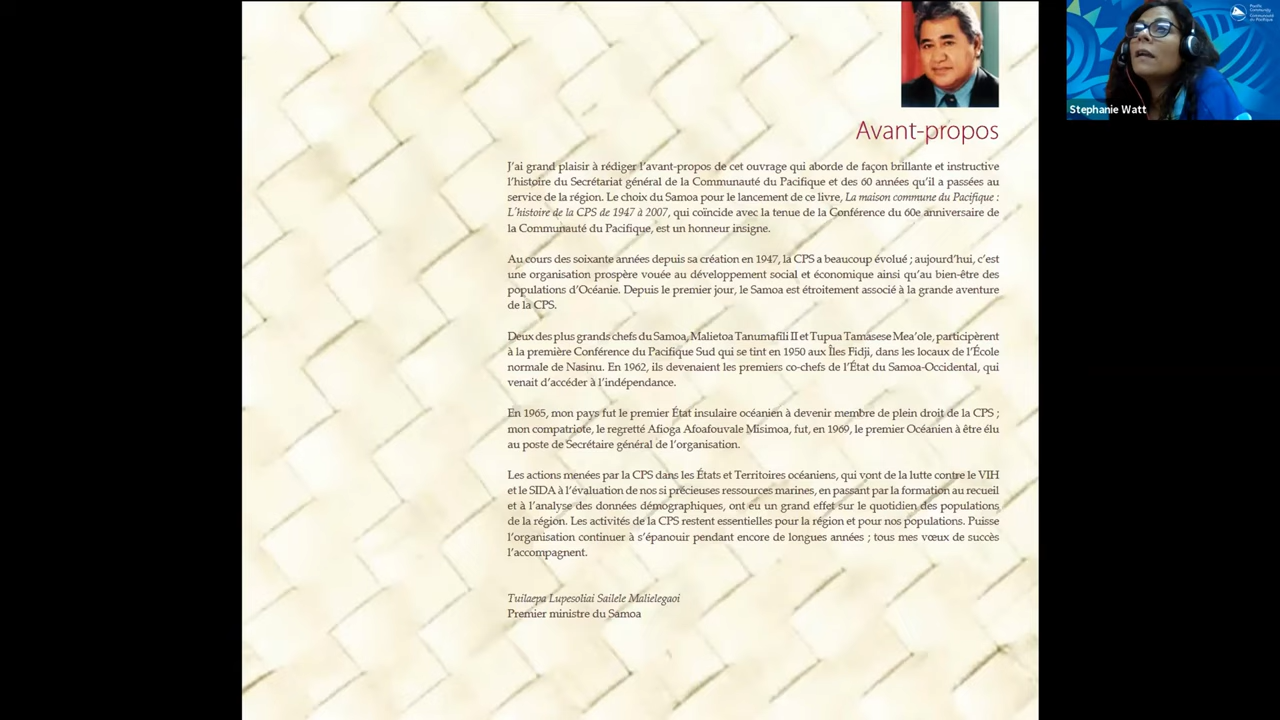 Pacific
Community
Communauté
du Pacifique
Stephanie Watt
Avant-propos
J'ai grand plaisir à rédiger l'avant-propos de cet ouvrage qui aborde de façon brillante et instructive
l'histoire du Secrétariat général de la Communauté du Pacifique et des 60 années qu'il a passées au
service de la région. Le choix du Samoa pour le lancement de ce livre, La maison commune du Pacifique :
L'histoire de la CPS de 1947 à 2007, qui coïncide avec la tenue de la Conférence du 60e anniversaire de
la Communauté du Pacifique, est un honneur insigne.
Au cours des soixante années depuis sa création en 1947, la CPS a beaucoup évolué ; aujourd'hui, c'est
une organisation prospère vouée au développement social et économique ainsi qu'au bien-être des
populations d'Océanie. Depuis le premier jour, le Samoa est étroitement associé à la grande aventure
de la CPS.
Deux des plus grands chefs du Samoa, Malietoa Tanumafili II et Tupua Tamasese Mea'ole, participèrent
à la première Conférence du Pacifique Sud qui se tint en 1950 aux Îles Fidji, dans les locaux de l'École
normale de Nasinu. En 1962, ils devenaient les premiers co-chefs de l'État du Samoa-Occidental, qui
venait d'accéder à l'indépendance.
En 1965, mon pays fut le premier État insulaire océanien à devenir membre de plein droit de la CPS ;
mon compatriote, le regretté Afioga Afoafouvale Misimoa, fut, en 1969, le premier Océanien à être élu
au poste de Secrétaire général de l'organisation.
Les actions menées par la CPS dans les États et Territoires océaniens, qui vont de la lutte contre le VIH
et le SIDA à l'évaluation de nos si précieuses ressources marines, en passant par la formation au recueil
et à l'analyse des données démographiques, ont eu un grand effet sur le quotidien des populations
de la région. Les activités de la CPS restent essentielles pour la région et pour nos populations. Puisse
l'organisation continuer à s'épanouir pendant encore de longues années ; tous mes vœux de succès
l'accompagnent.
Tuilaepa Lupesoliai Sailele Malielegaoi
Premier ministre du Samoa